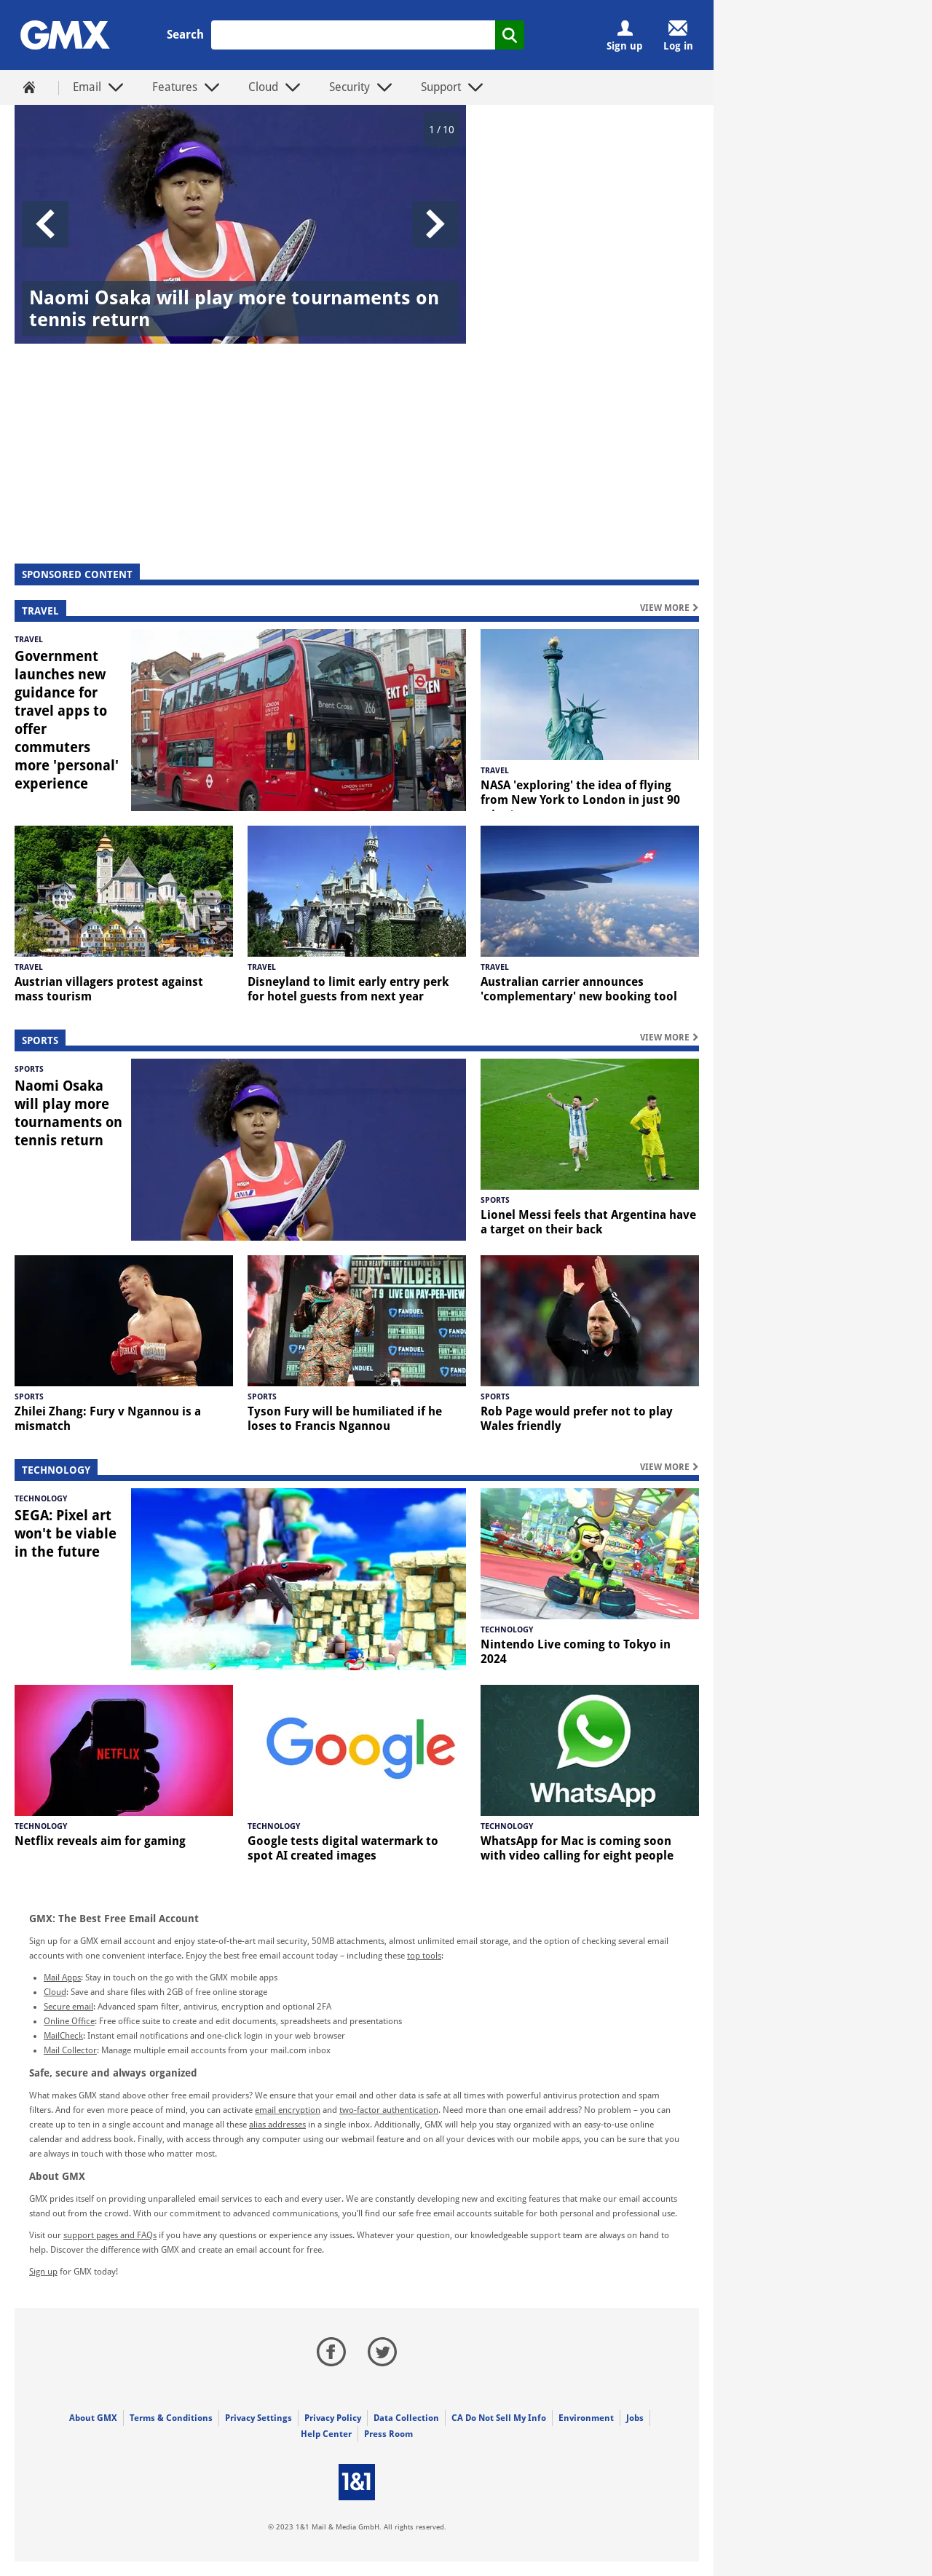 GMX
Search
Sign up
Log in
Email
Features
Cloud
Security
Support
1 / 10
Naomi Osaka will play more tournaments on
tennis return
SPONSORED CONTENT
TRAVEL
VIEW MORE
TRAVEL
Government
launches new
guidance for
travel apps to
offer
commuters
more 'personal'
experience
Brent Cross 266
TRAVEL
NASA 'exploring' the idea of flying
from New York to London in just 90
TRAVEL
Austrian villagers protest against
mass tourism
TRAVEL
Disneyland to limit early entry perk
for hotel guests from next year
TRAVEL
Australian carrier announces
'complementary' new booking tool
SPORTS
VIEW MORE
SPORTS
Naomi Osaka
will play more
tournaments on
tennis return
SPORTS
Lionel Messi feels that Argentina have
a target on their back
FURY WILDER III
LIVE ON PAY-PER-VIEW
SPORTS
Zhilei Zhang: Fury v Ngannou is a
mismatch
SPORTS
Tyson Fury will be humiliated if he
loses to Francis Ngannou
SPORTS
Rob Page would prefer not to play
Wales friendly
TECHNOLOGY
VIEW MORE
TECHNOLOGY
SEGA: Pixel art
won't be viable
in the future
TECHNOLOGY
Nintendo Live coming to Tokyo in
2024
NETFLIX
Google
WhatsApp
TECHNOLOGY
Netflix reveals aim for gaming
TECHNOLOGY
Google tests digital watermark to
spot AI created images
TECHNOLOGY
WhatsApp for Mac is coming soon
with video calling for eight people
GMX: The Best Free Email Account
Sign up for a GMX email account and enjoy state-of-the-art mail security, 50MB attachments, almost unlimited email storage, and the option of checking several email
accounts with one convenient interface. Enjoy the best free email account today – including these top tools:
Mail Apps: Stay in touch on the go with the GMX mobile apps
Cloud: Save and share files with 2GB of free online storage
Secure email: Advanced spam filter, antivirus, encryption and optional 2FA
Online Office: Free office suite to create and edit documents, spreadsheets and presentations
MailCheck: Instant email notifications and one-click login in your web browser
Mail Collector: Manage multiple email accounts from your mail.com inbox
Safe, secure and always organized
What makes GMX stand above other free email providers? We ensure that your email and other data is safe at all times with powerful antivirus protection and spam
filters. And for even more peace of mind, you can activate email encryption and two-factor authentication. Need more than one email address? No problem – you can
create up to ten in a single account and manage all these alias addresses in a single inbox. Additionally, GMX will help you stay organized with an easy-to-use online
calendar and address book. Finally, with access through any computer using our webmail feature and on all your devices with our mobile apps, you can be sure that you
are always in touch with those who matter most.
About GMX
GMX prides itself on providing unparalleled email services to each and every user. We are constantly developing new and exciting features that make our email accounts
stand out from the crowd. With our commitment to advanced communications, you'll find our safe free email accounts suitable for both personal and professional use.
Visit our support pages and FAQs if you have any questions or experience any issues. Whatever your question, our knowledgeable support team are always on hand to
help. Discover the difference with GMX and create an email account for free.
Sign up for GMX today!
About GMX
Terms & Conditions
Privacy Settings
Privacy Policy
Data Collection
CA Do Not Sell My Info
Environment
Jobs
Help Center
Press Room
1&1
© 2023 1&1 Mail & Media GmbH. All rights reserved.